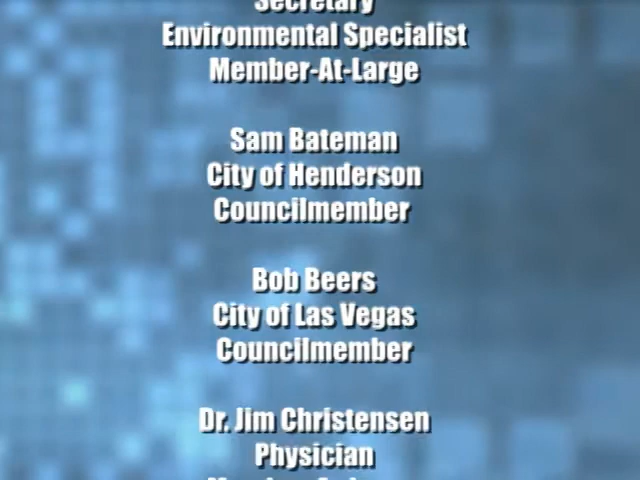 Secretary
Environmental Specialist
Member-At-Large
Sam Bateman
City of Henderson
Councilmember
Bob Beers
City of Las Vegas
Councilmember
Dr. Jim Christensen
Physician